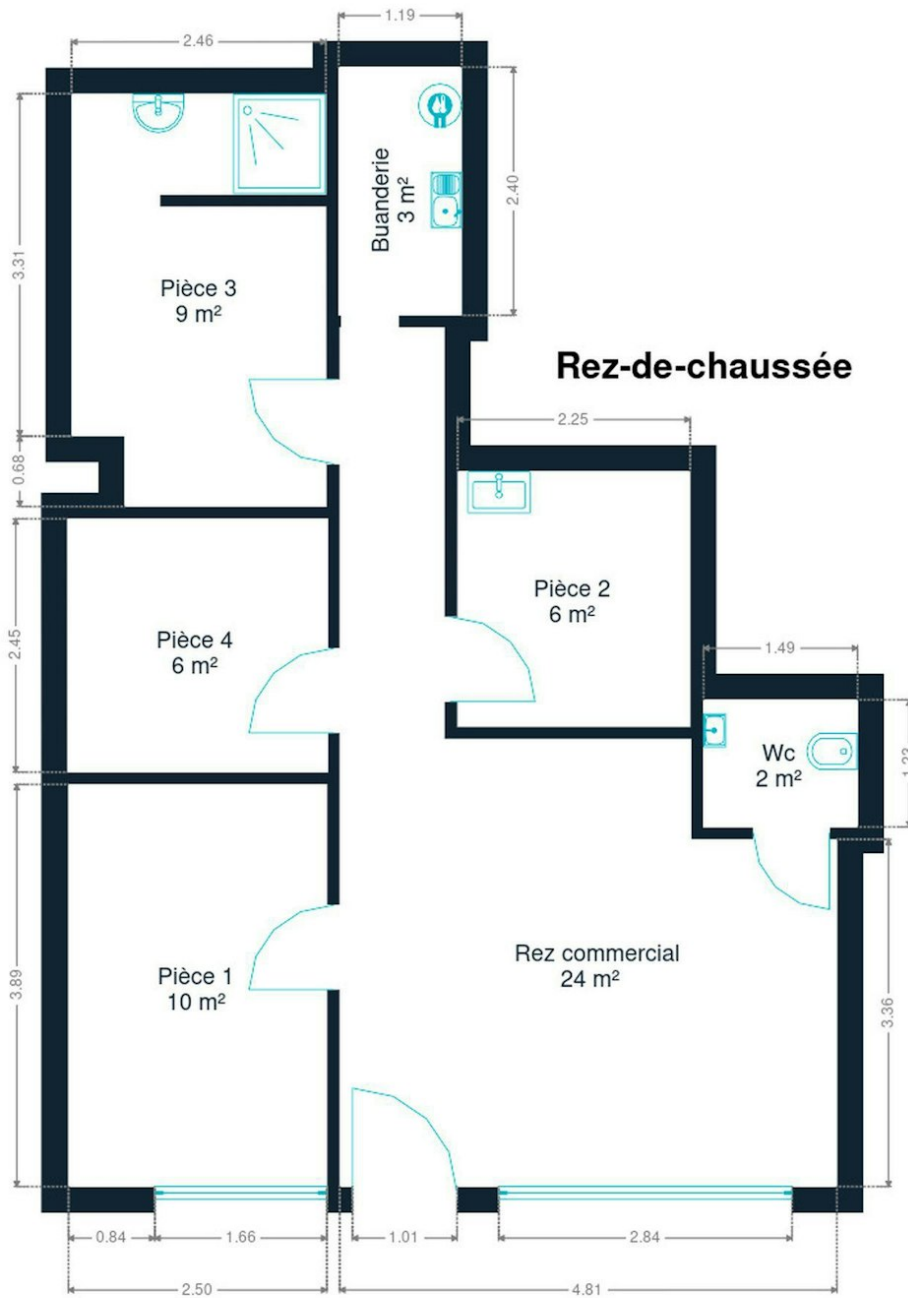 1.19
2.46
Buanderie
3 m²
2.40
3.31
Pièce 3
9 m²
Rez-de-chaussée
2.25
0.68
Pièce 2
6 m²
Pièce 4
6 m²
2.45
1.49
Wc
2 m²
1.23
Rez commercial
24 m²
Pièce 1
10 m²
3.89
3.36
0.84
1.66
1.01
2.84
2.50
4.81